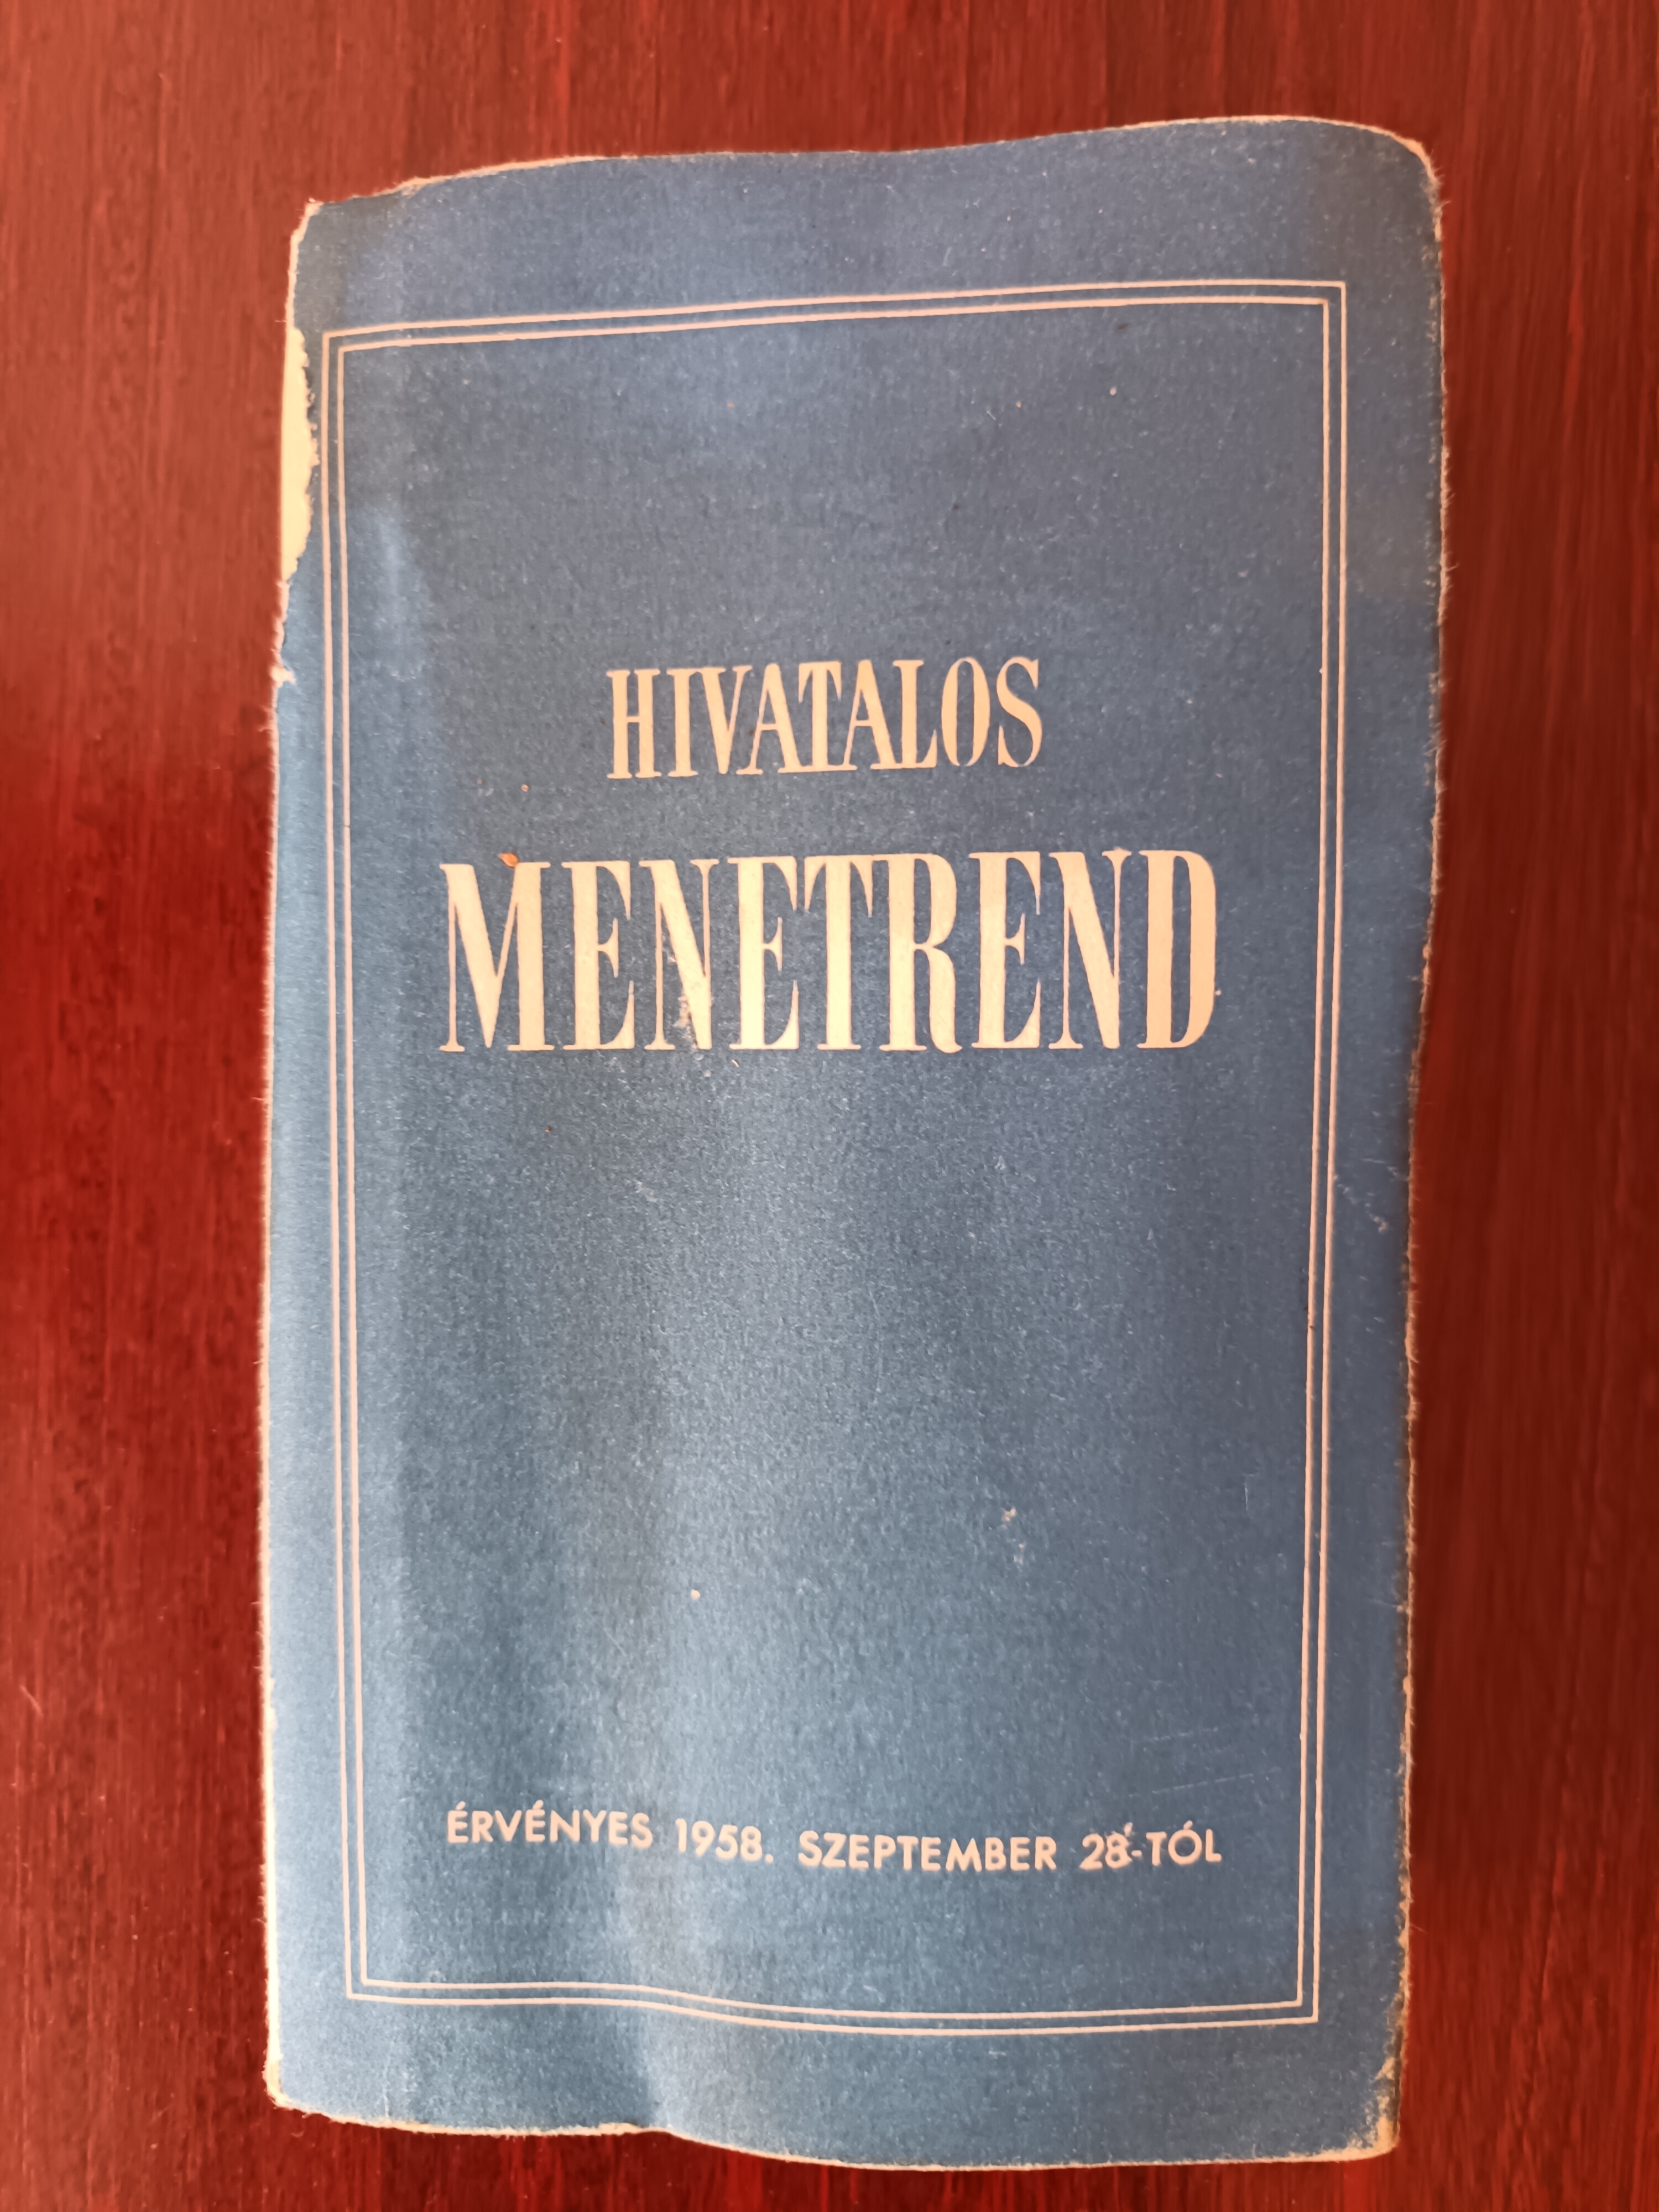 HIVATALOS
MENETREND
ÉRVÉNYES 1958. SZEPTEMBER 28-TÓL